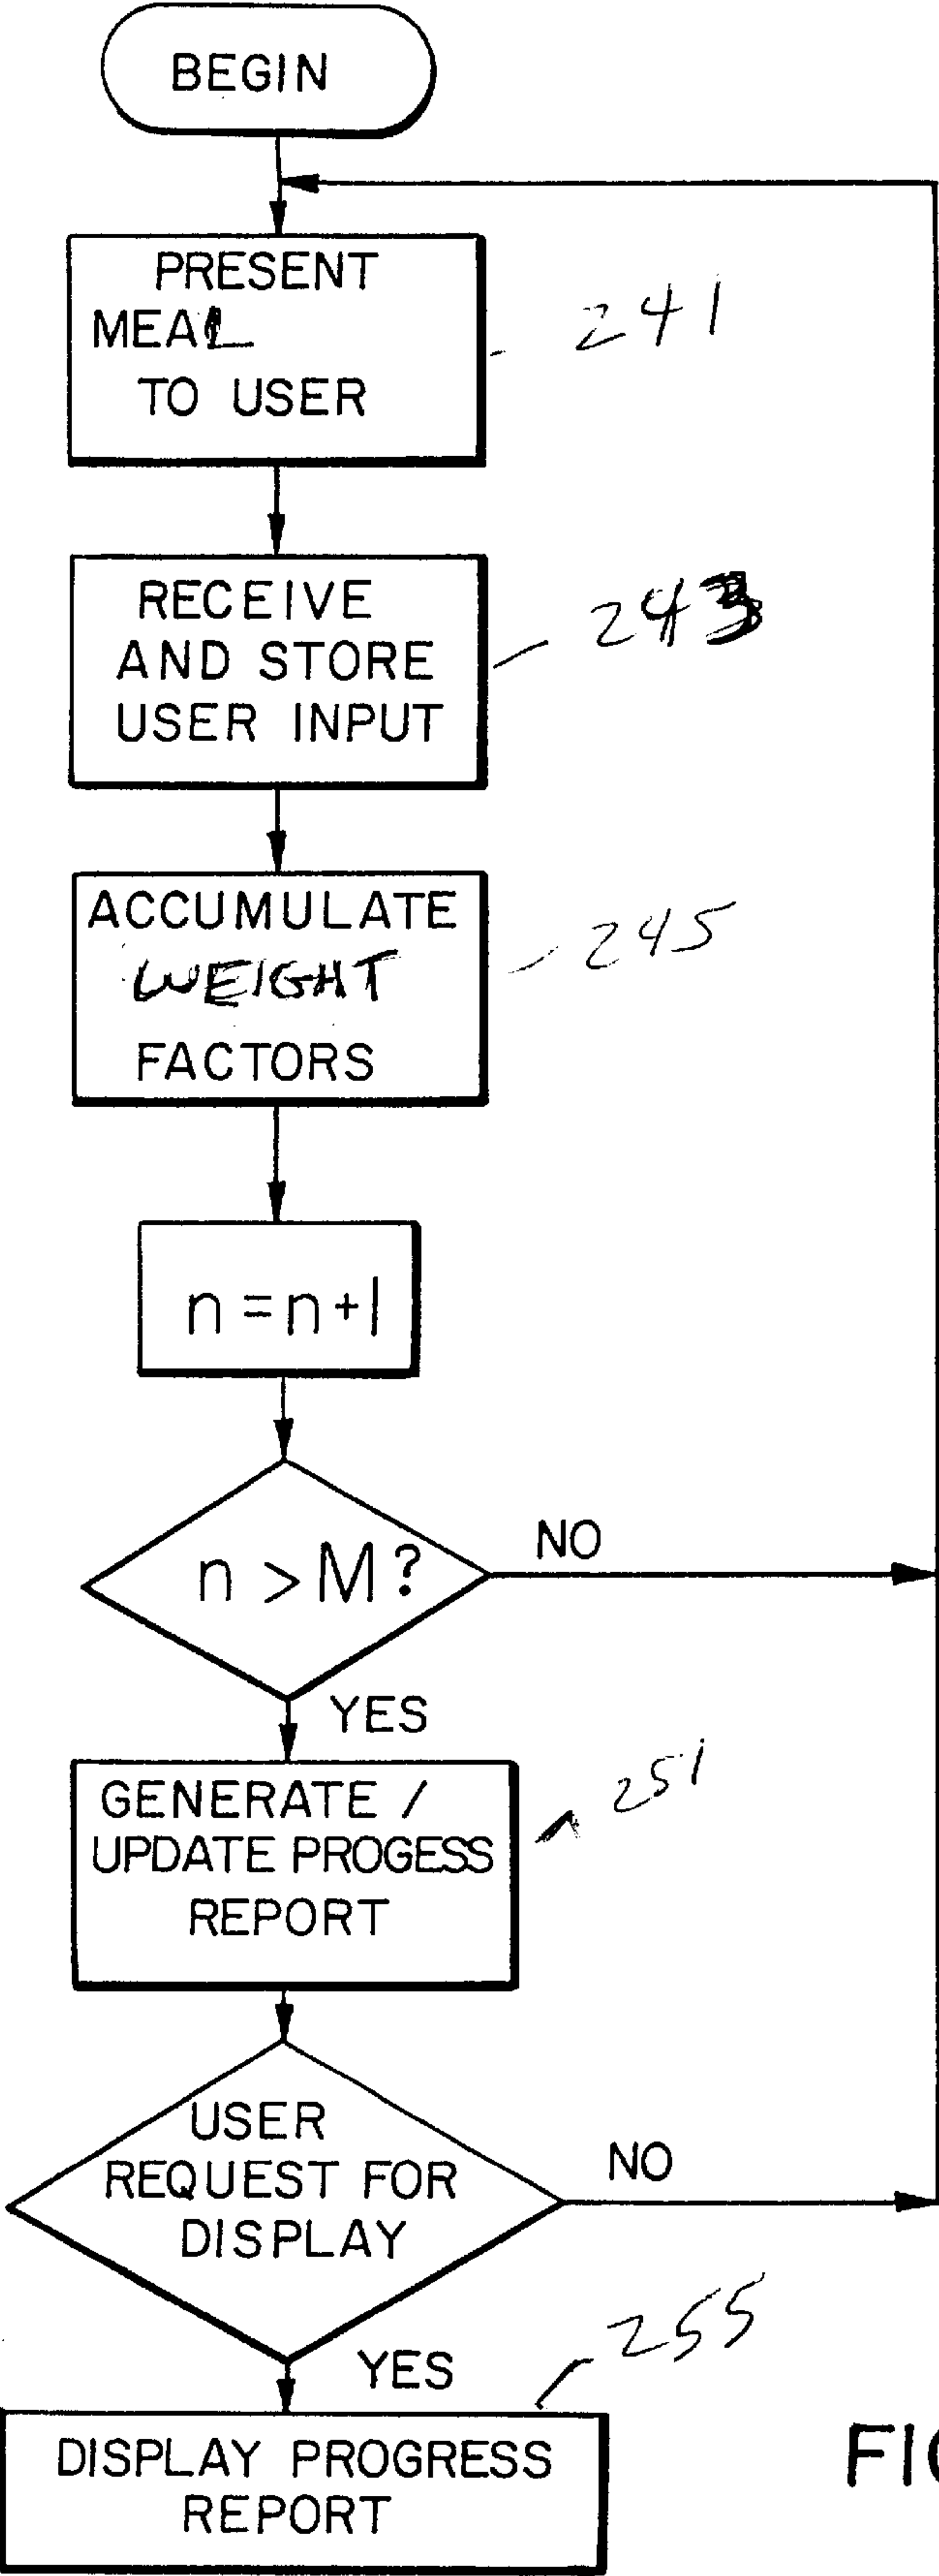 BEGIN
PRESENT
MEAL
TO USER
241
RECEIVE
AND STORE
USER INPUT
243
ACCUMULATE
WEIGHT
FACTORS
245
n = n + 1
n > M ?
NO
YES
GENERATE /
UPDATE PROGESS
REPORT
251
USER
REQUEST FOR
DISPLAY
NO
YES
255
DISPLAY PROGRESS
REPORT